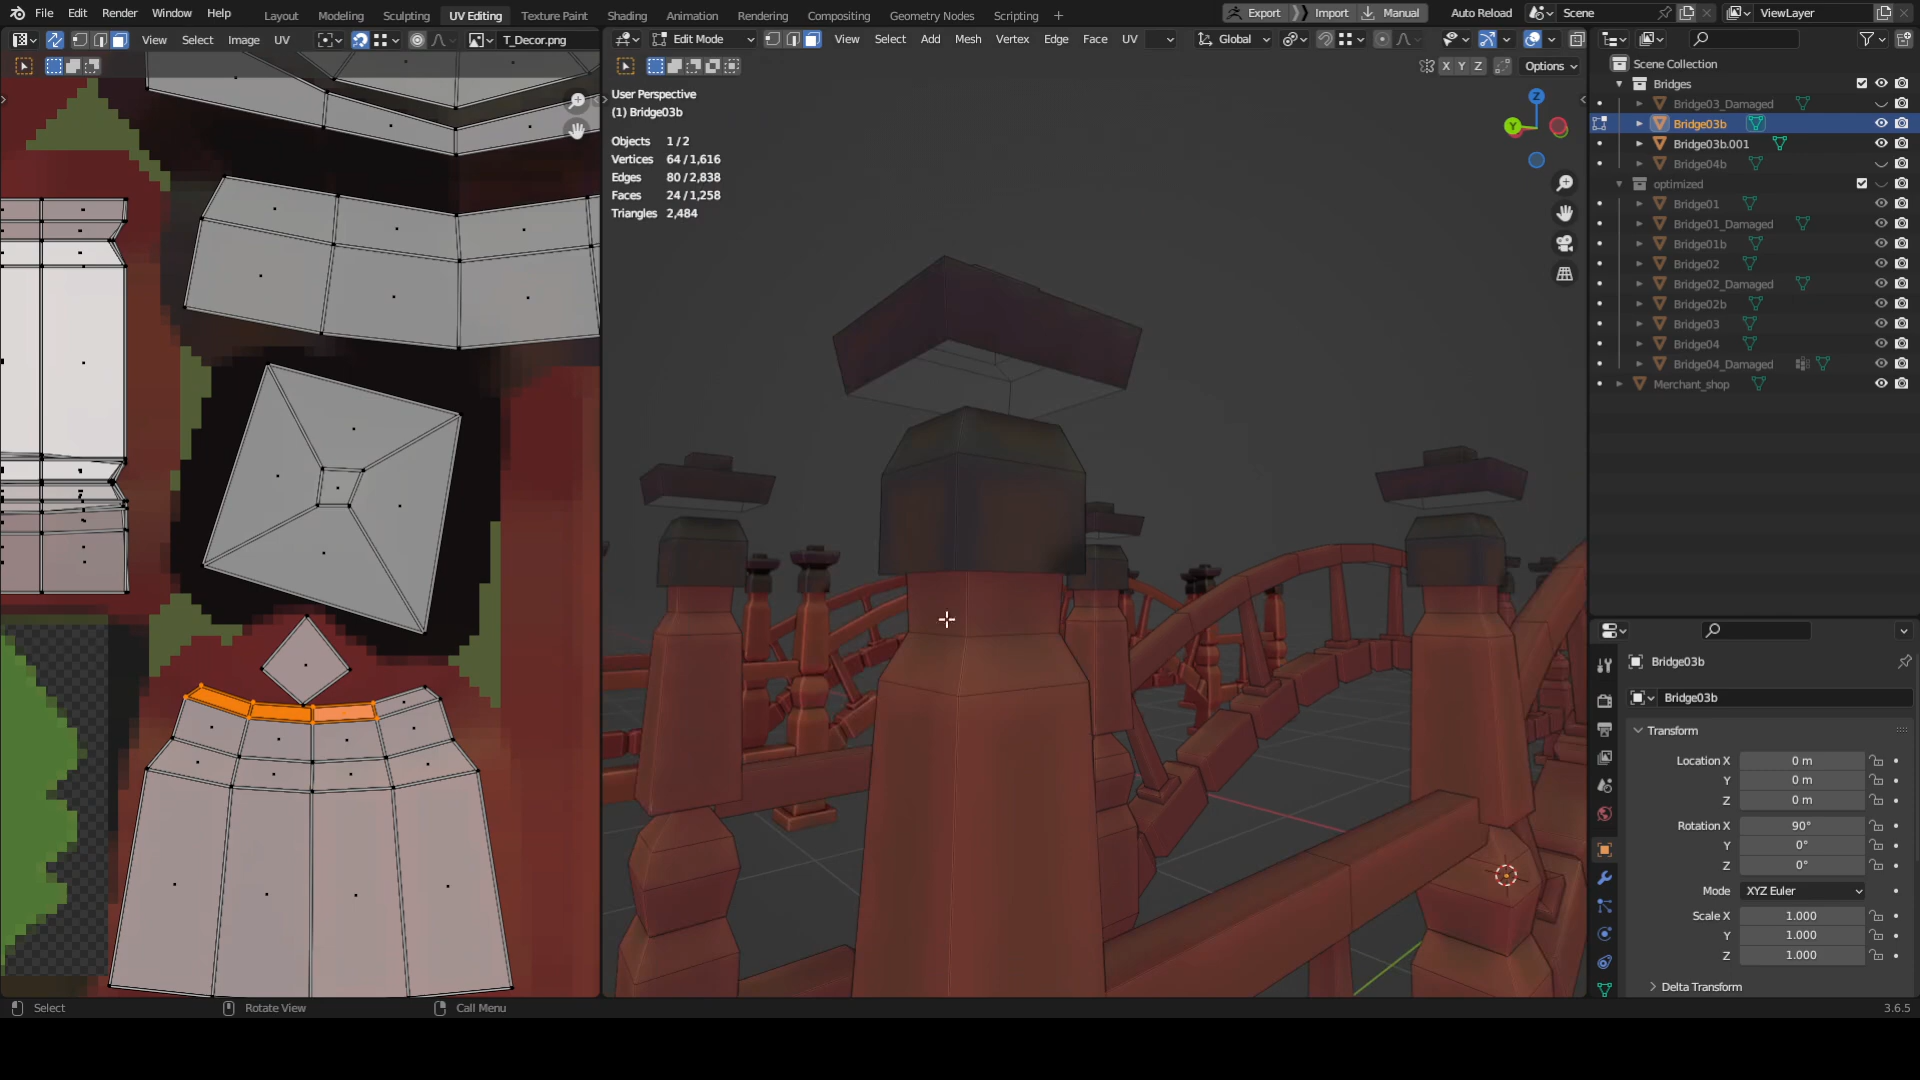 File Edit Render Window Help
Layout Modeling Sculpting UV Editing Texture Paint Shading Animation Rendering Compositing Geometry Nodes Scripting
Export Import Manual Auto Reload Scene ViewLayer
View Select Image UV T_Decor.png
Edit Mode View Select Add Mesh Vertex Edge Face UV Global
X Y Z Options
User Perspective
(1) Bridge03b
Objects 1 / 2
Vertices 64 / 1,616
Edges 80 / 2,838
Faces 24 / 1,258
Triangles 2,484
Z
Y
Scene Collection
Bridges
Bridge03_Damaged
Bridge03b
Bridge03b.001
Bridge04b
optimized
Bridge01
Bridge01_Damaged
Bridge01b
Bridge02
Bridge02_Damaged
Bridge02b
Bridge03
Bridge04
Bridge04_Damaged
Merchant_shop
Bridge03b
Bridge03b
Transform
Location X 0 m
Y 0 m
Z 0 m
Rotation X 90°
Y 0°
Z 0°
Mode XYZ Euler
Scale X 1.000
Y 1.000
Z 1.000
Delta Transform
Select Rotate View Call Menu 3.6.5